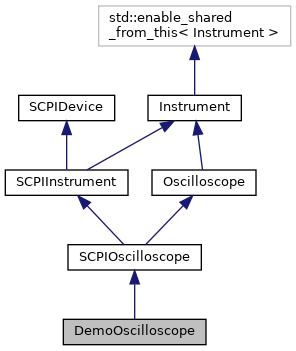 std::enable_shared
_from_this< Instrument >
SCPIDevice
Instrument
SCPIInstrument
Oscilloscope
SCPIOscilloscope
DemoOscilloscope